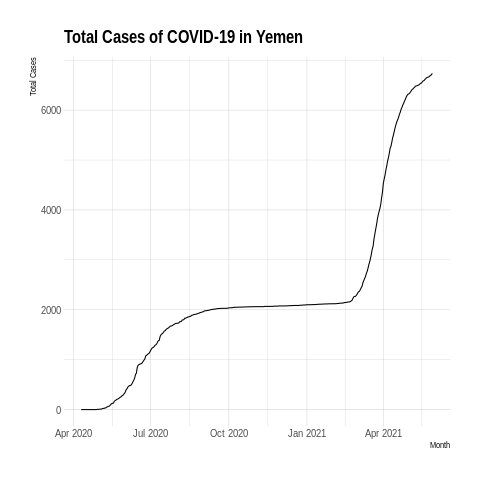 Total Cases of COVID-19 in Yemen
Total Cases
6000
4000
2000
0
Apr 2020 Jul 2020 Oct 2020 Jan 2021 Apr 2021
Month